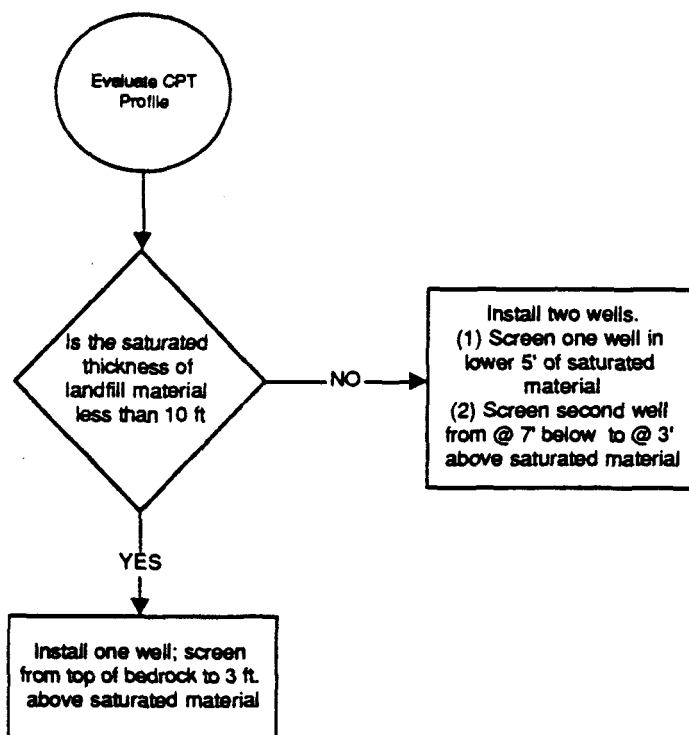 Evaluate CPT
Profile
Is the saturated
thickness of
landfill material
less than 10 ft
NO
Install two wells.
(1) Screen one well in
lower 5' of saturated
material
(2) Screen second well
from @ 7' below to @ 3'
above saturated material
YES
Install one well; screen
from top of bedrock to 3 ft.
above saturated material